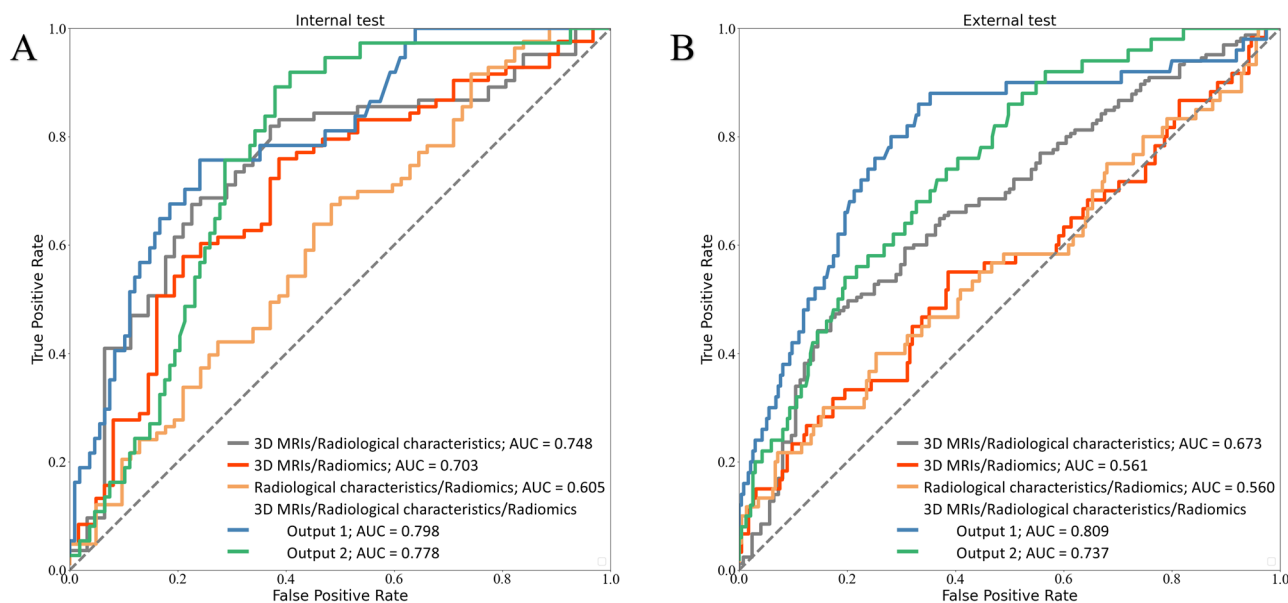 Internal test
A
1.0
0.8
0.6
0.4
0.2
0.0
True Positive Rate
3D MRIs/Radiological characteristics; AUC = 0.748
3D MRIs/Radiomics; AUC = 0.703
Radiological characteristics/Radiomics; AUC = 0.605
3D MRIs/Radiological characteristics/Radiomics
Output 1; AUC = 0.798
Output 2; AUC = 0.778
0.0 0.2 0.4 0.6 0.8 1.0
False Positive Rate
External test
B
1.0
0.8
0.6
0.4
0.2
0.0
True Positive Rate
3D MRIs/Radiological characteristics; AUC = 0.673
3D MRIs/Radiomics; AUC = 0.561
Radiological characteristics/Radiomics; AUC = 0.560
3D MRIs/Radiological characteristics/Radiomics
Output 1; AUC = 0.809
Output 2; AUC = 0.737
0.0 0.2 0.4 0.6 0.8 1.0
False Positive Rate